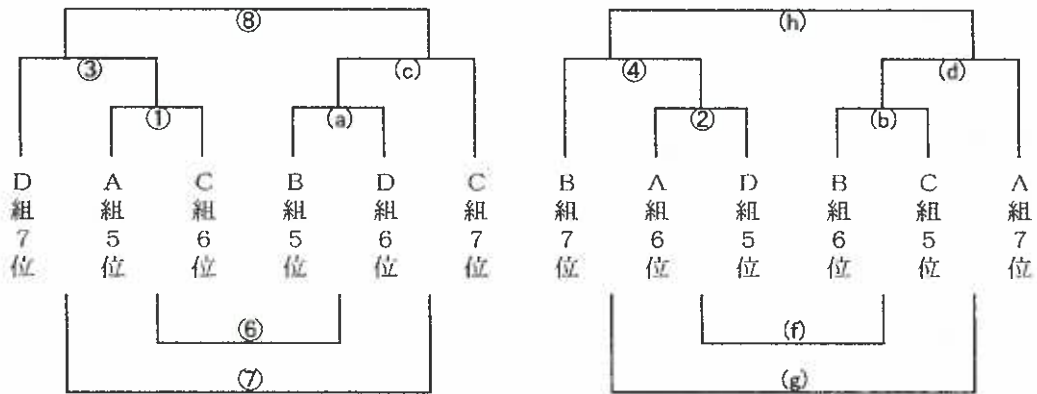 ⑧ (h)
③ (c) ④ (d)
① (a) ② (b)
D組7位 A組5位 C組6位 B組5位 D組6位 C組7位 B組7位 A組6位 D組5位 B組6位 C組5位 A組7位
⑥ (f)
⑦ (g)